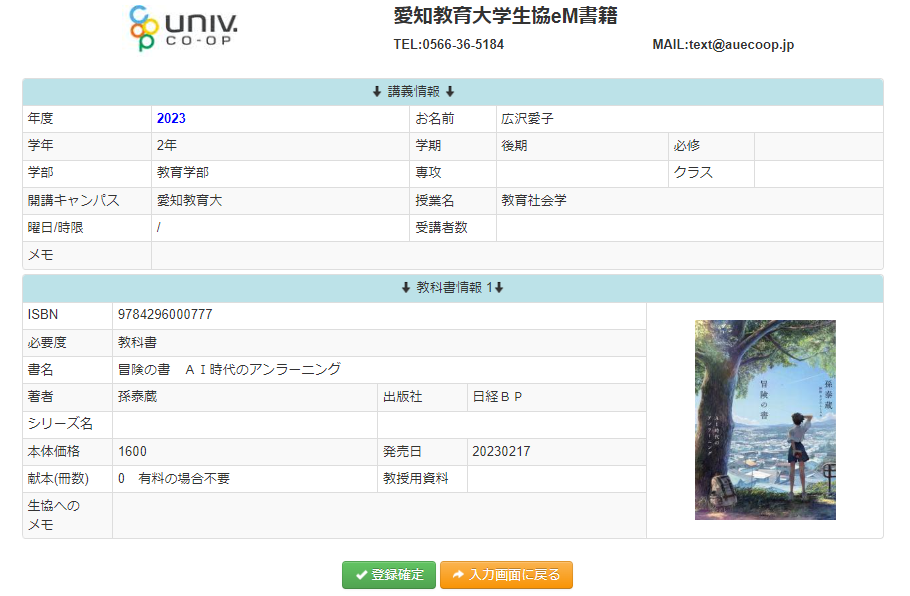 univ.
CO-OP
愛知教育大学生協eM書籍
TEL:0566-36-5184 MAIL:text@auecoop.jp
講義情報
年度 2023 お名前 広沢愛子
学年 2年 学期 後期 必修
学部 教育学部 専攻 クラス
開講キャンパス 愛知教育大 授業名 教育社会学
曜日/時限 / 受講者数
メモ
教科書情報 1
ISBN 9784296000777
必要度 教科書
書名 冒険の書　ＡＩ時代のアンラーニング
著者 孫泰蔵 出版社 日経ＢＰ
シリーズ名
本体価格 1600 発売日 20230217
献本(冊数) 0　有料の場合不要 教授用資料
生協への
メモ
孫泰蔵
冒険の書
ＡＩ時代の
アンラーニング
登録確定 入力画面に戻る